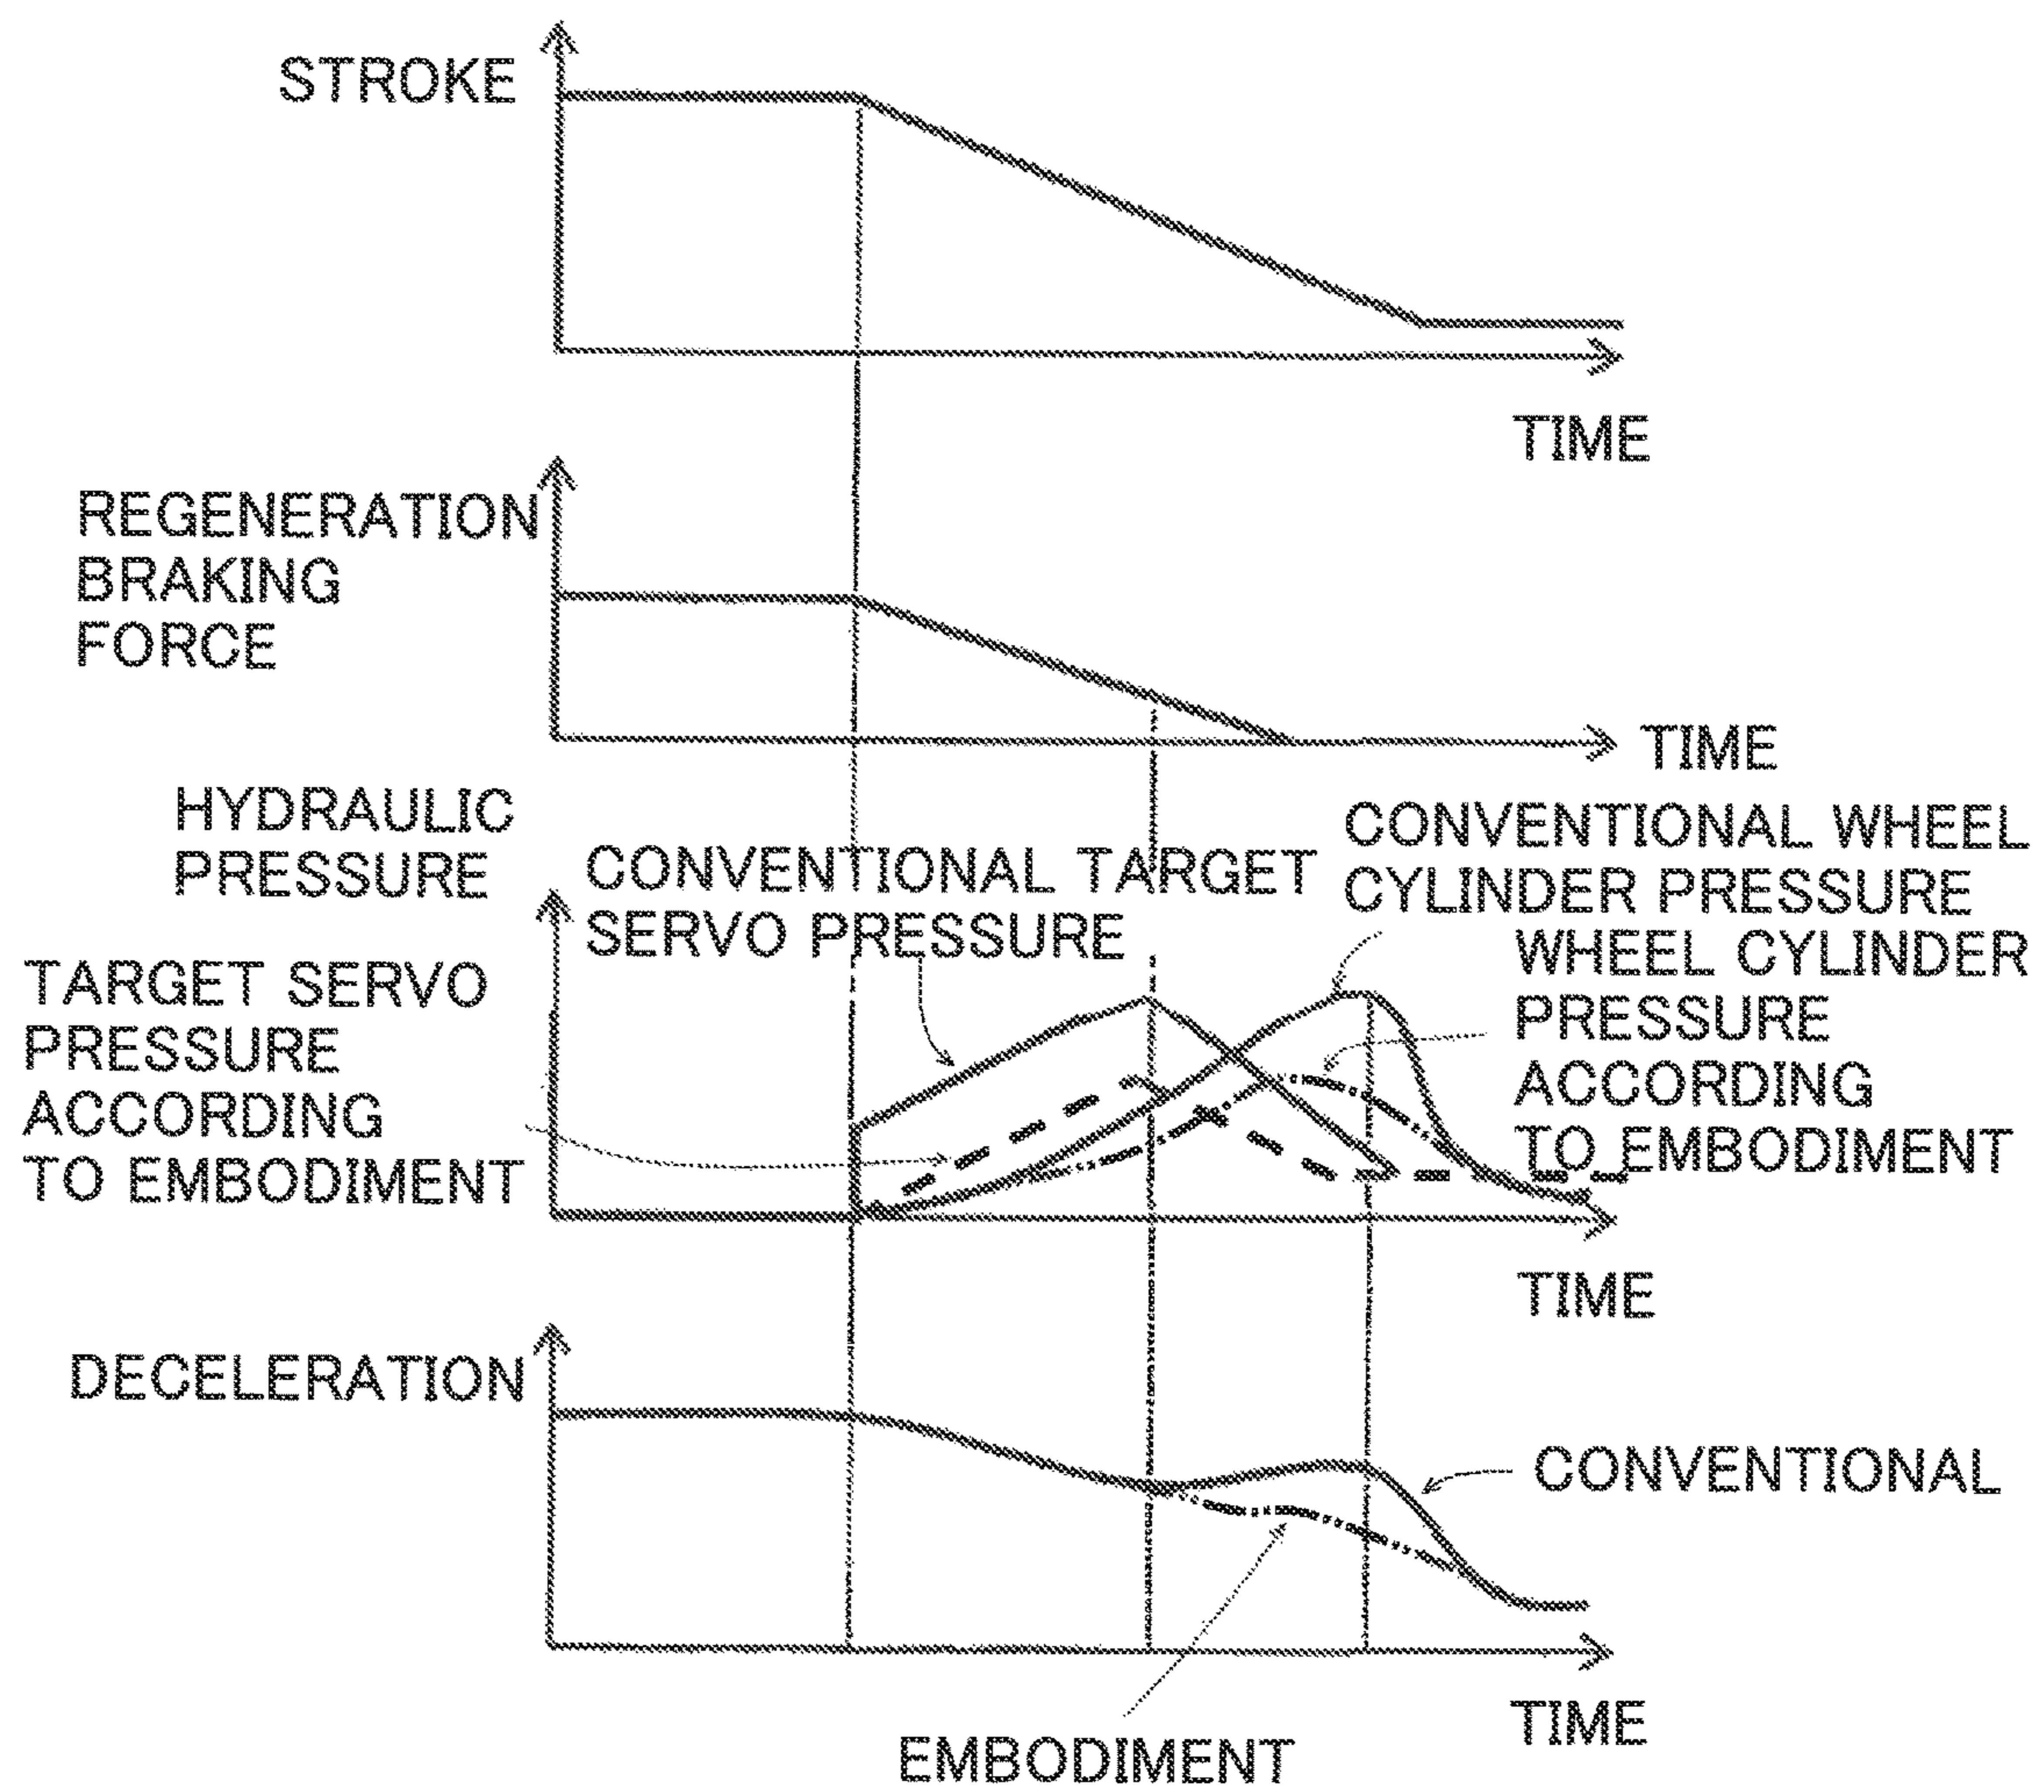 STROKE
TIME
REGENERATION
BRAKING
FORCE
TIME
HYDRAULIC
PRESSURE
CONVENTIONAL TARGET
SERVO PRESSURE
CONVENTIONAL WHEEL
CYLINDER PRESSURE
WHEEL CYLINDER
PRESSURE
ACCORDING
TO EMBODIMENT
TARGET SERVO
PRESSURE
ACCORDING
TO EMBODIMENT
TIME
DECELERATION
CONVENTIONAL
TIME
EMBODIMENT